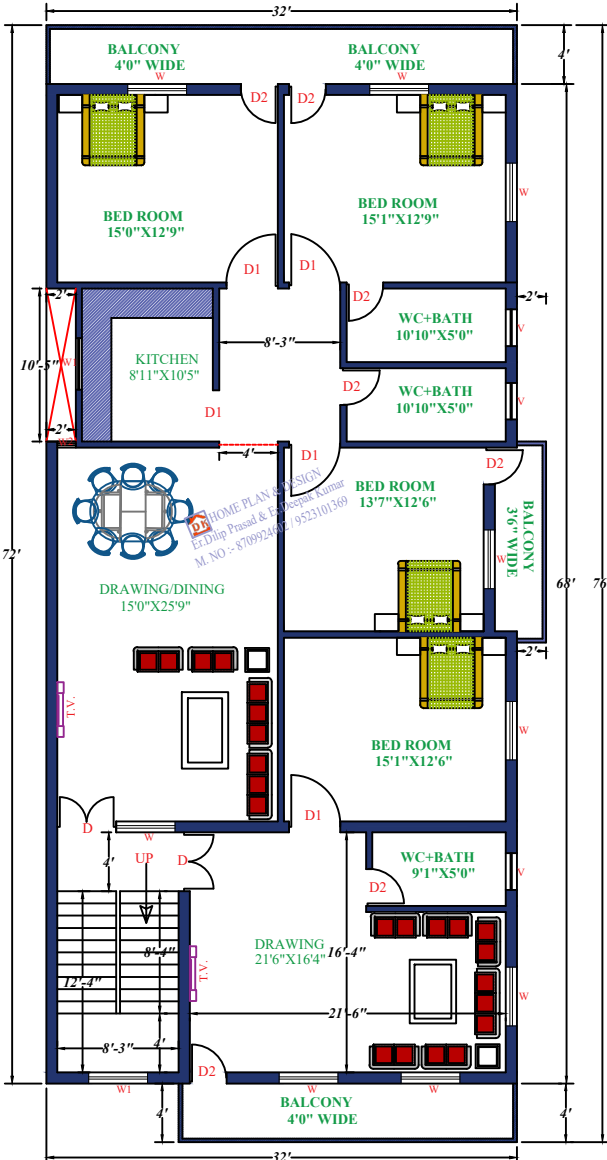 32'
BALCONY
4'0" WIDE
BALCONY
4'0" WIDE
4'
W
W
D2
D2
BED ROOM
15'0"X12'9"
BED ROOM
15'1"X12'9"
W
D1
D1
2'
D2
2'
WC+BATH
10'10"X5'0"
V
8'-3"
KITCHEN
8'11"X10'5"
10'-5"
W1
D2
WC+BATH
10'10"X5'0"
V
D1
2'
W2
4'
D1
D2
BED ROOM
13'7"X12'6"
BALCONY
3'6" WIDE
W
DK HOME PLAN & DESIGN
Er.Dilip Prasad & Er.Deepak Kumar
M. NO :- 8709924602 / 9523101369
72'
68'
76'
DRAWING/DINING
15'0"X25'9"
2'
T.V.
W
BED ROOM
15'1"X12'6"
D1
D
W
4'
UP
D
WC+BATH
9'1"X5'0"
V
D2
DRAWING
21'6"X16'4"
16'-4"
8'-4"
12'-4"
T.V.
W
21'-6"
8'-3"
4'
D2
W1
W
W
BALCONY
4'0" WIDE
4'
4'
32'